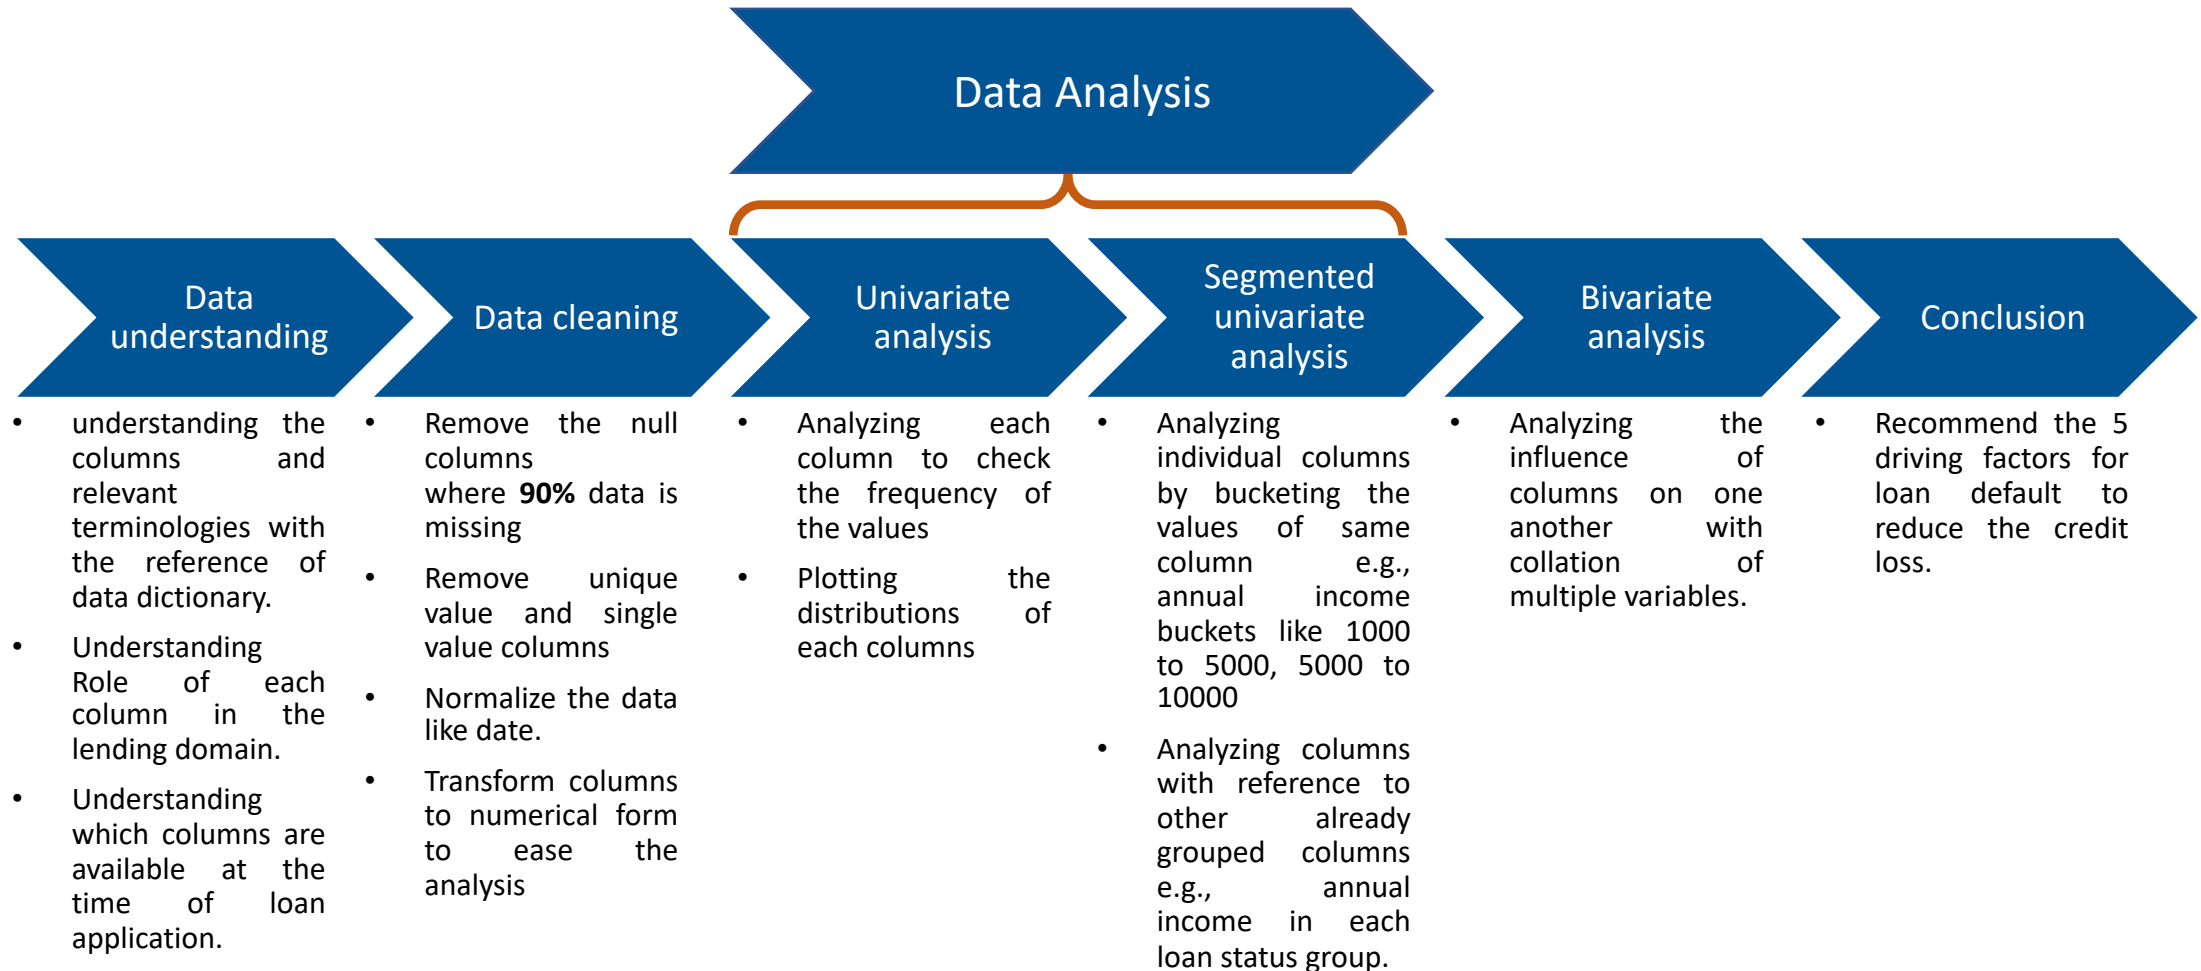 Data Analysis
Data
understanding
Data cleaning
Univariate
analysis
Segmented
univariate
analysis
Bivariate
analysis
Conclusion
• understanding the
columns and
relevant
terminologies with
the reference of
data dictionary.
• Understanding
Role of each
column in the
lending domain.
• Understanding
which columns are
available at the
time of loan
application.
• Remove the null
columns
where 90% data is
missing
• Remove unique
value and single
value columns
• Normalize the data
like date.
• Transform columns
to numerical form
to ease the
analysis
• Analyzing each
column to check
the frequency of
the values
• Plotting the
distributions of
each columns
• Analyzing
individual columns
by bucketing the
values of same
column e.g.,
annual income
buckets like 1000
to 5000, 5000 to
10000
• Analyzing columns
with reference to
other already
grouped columns
e.g., annual
income in each
loan status group.
• Analyzing the
influence of
columns on one
another with
collation of
multiple variables.
• Recommend the 5
driving factors for
loan default to
reduce the credit
loss.